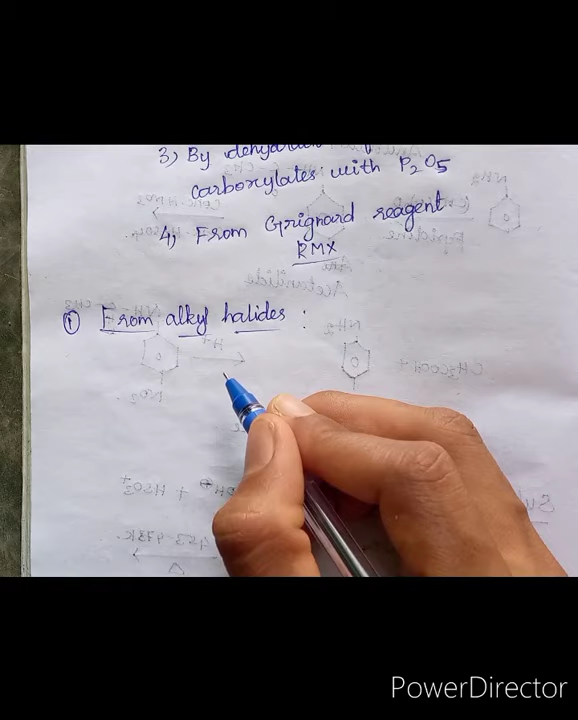 3) By
carboxylates with P2O5
4) From Grignard reagent
RMX
① From alkyl halides :
PowerDirector